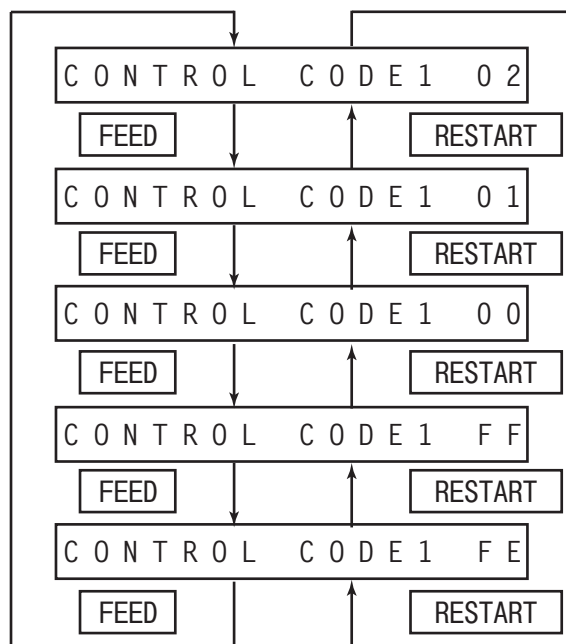 CONTROL CODE1 02
FEED RESTART
CONTROL CODE1 01
FEED RESTART
CONTROL CODE1 00
FEED RESTART
CONTROL CODE1 FF
FEED RESTART
CONTROL CODE1 FE
FEED RESTART